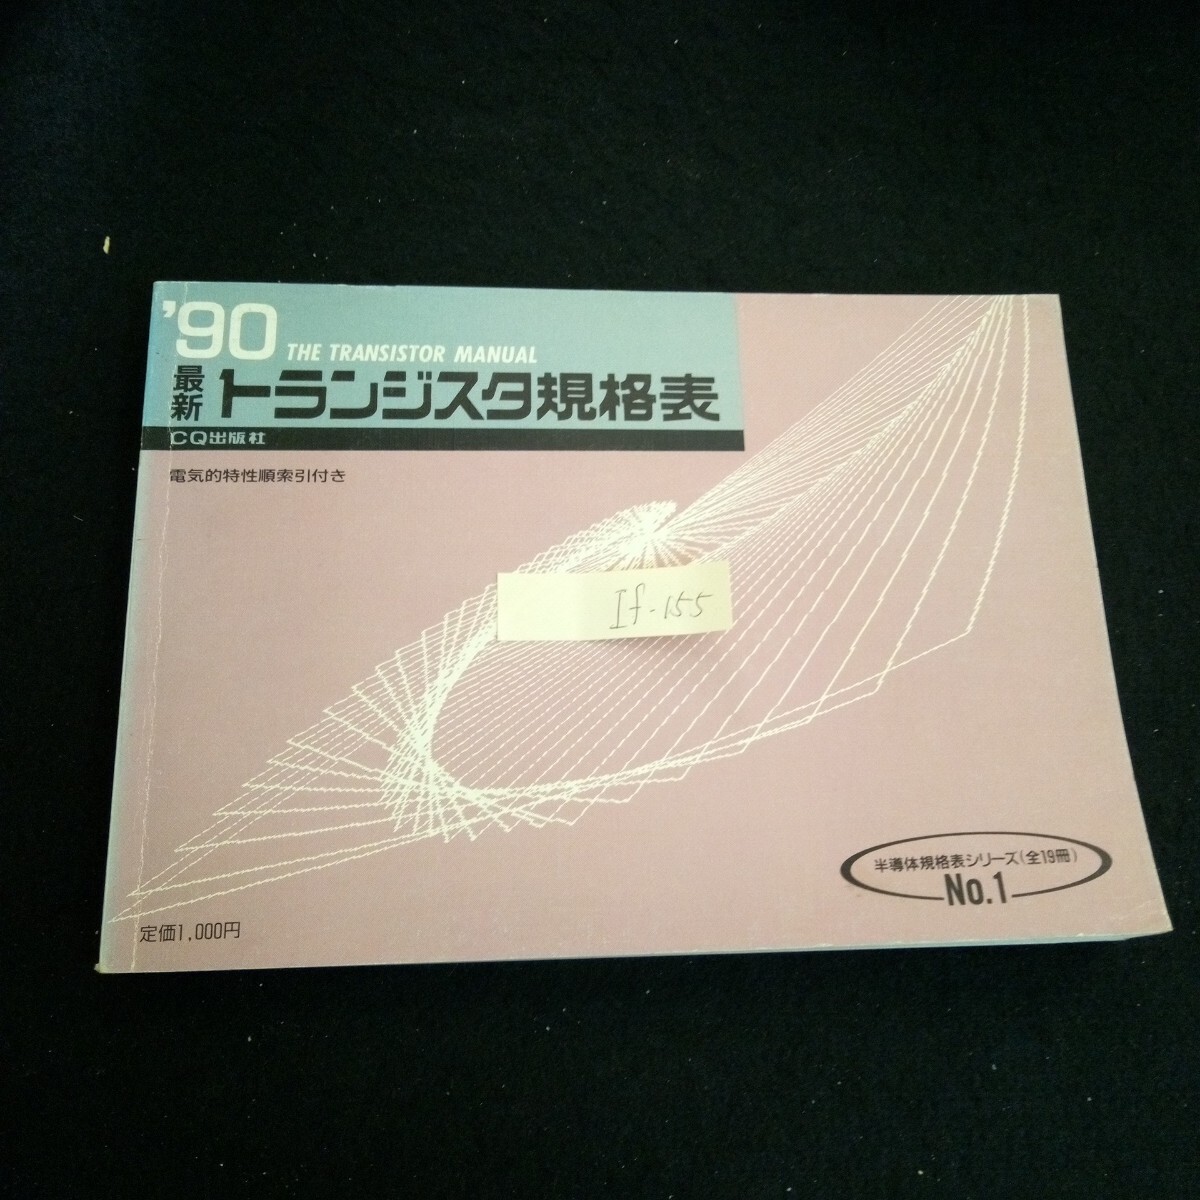 '90
THE TRANSISTOR MANUAL
最新
トランジスタ規格表
CQ出版社
電気的特性順索引付き
If-155
半導体規格表シリーズ(全19冊)
No.1
定価1,000円